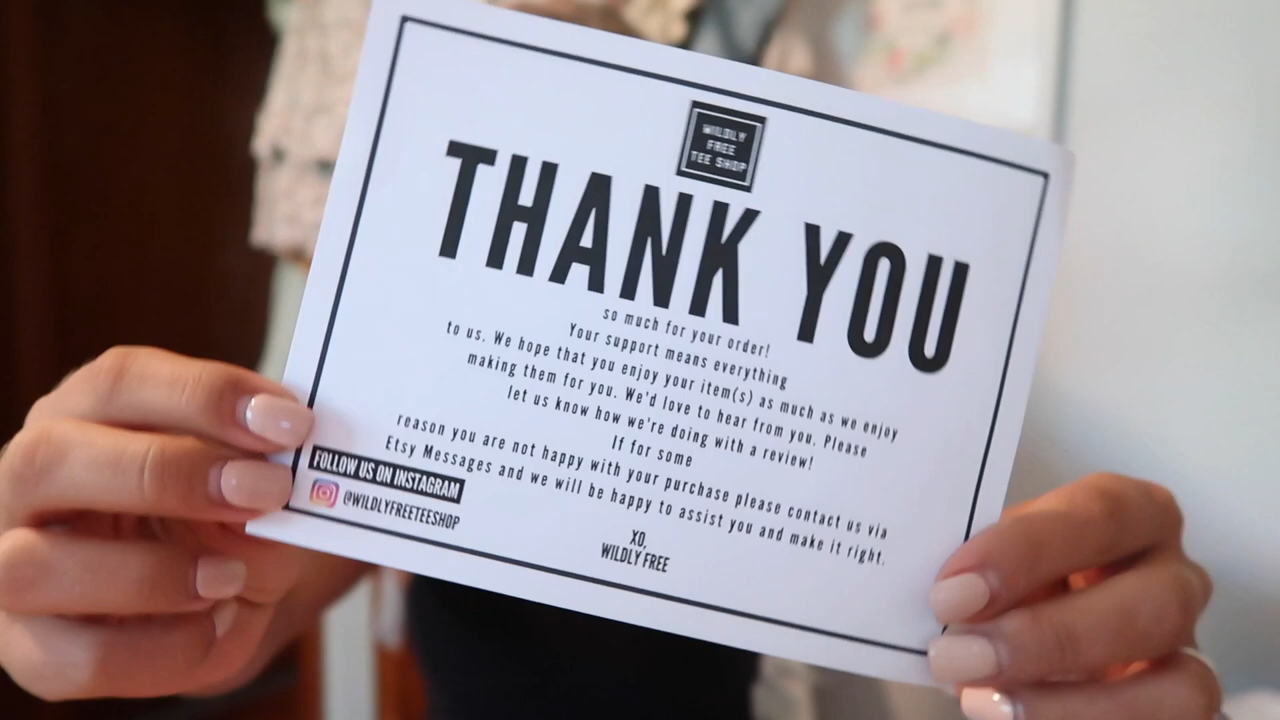 WILDLY
FREE
TEE SHOP
THANK YOU
so much for your order!
Your support means everything
to us. We hope that you enjoy your item(s) as much as we enjoy
making them for you. We'd love to hear from you. Please
let us know how we're doing with a review!
If for some
reason you are not happy with your purchase please contact us via
Etsy Messages and we will be happy to assist you and make it right.
FOLLOW US ON INSTAGRAM
@WILDLYFREETEESHOP
XO,
WILDLY FREE